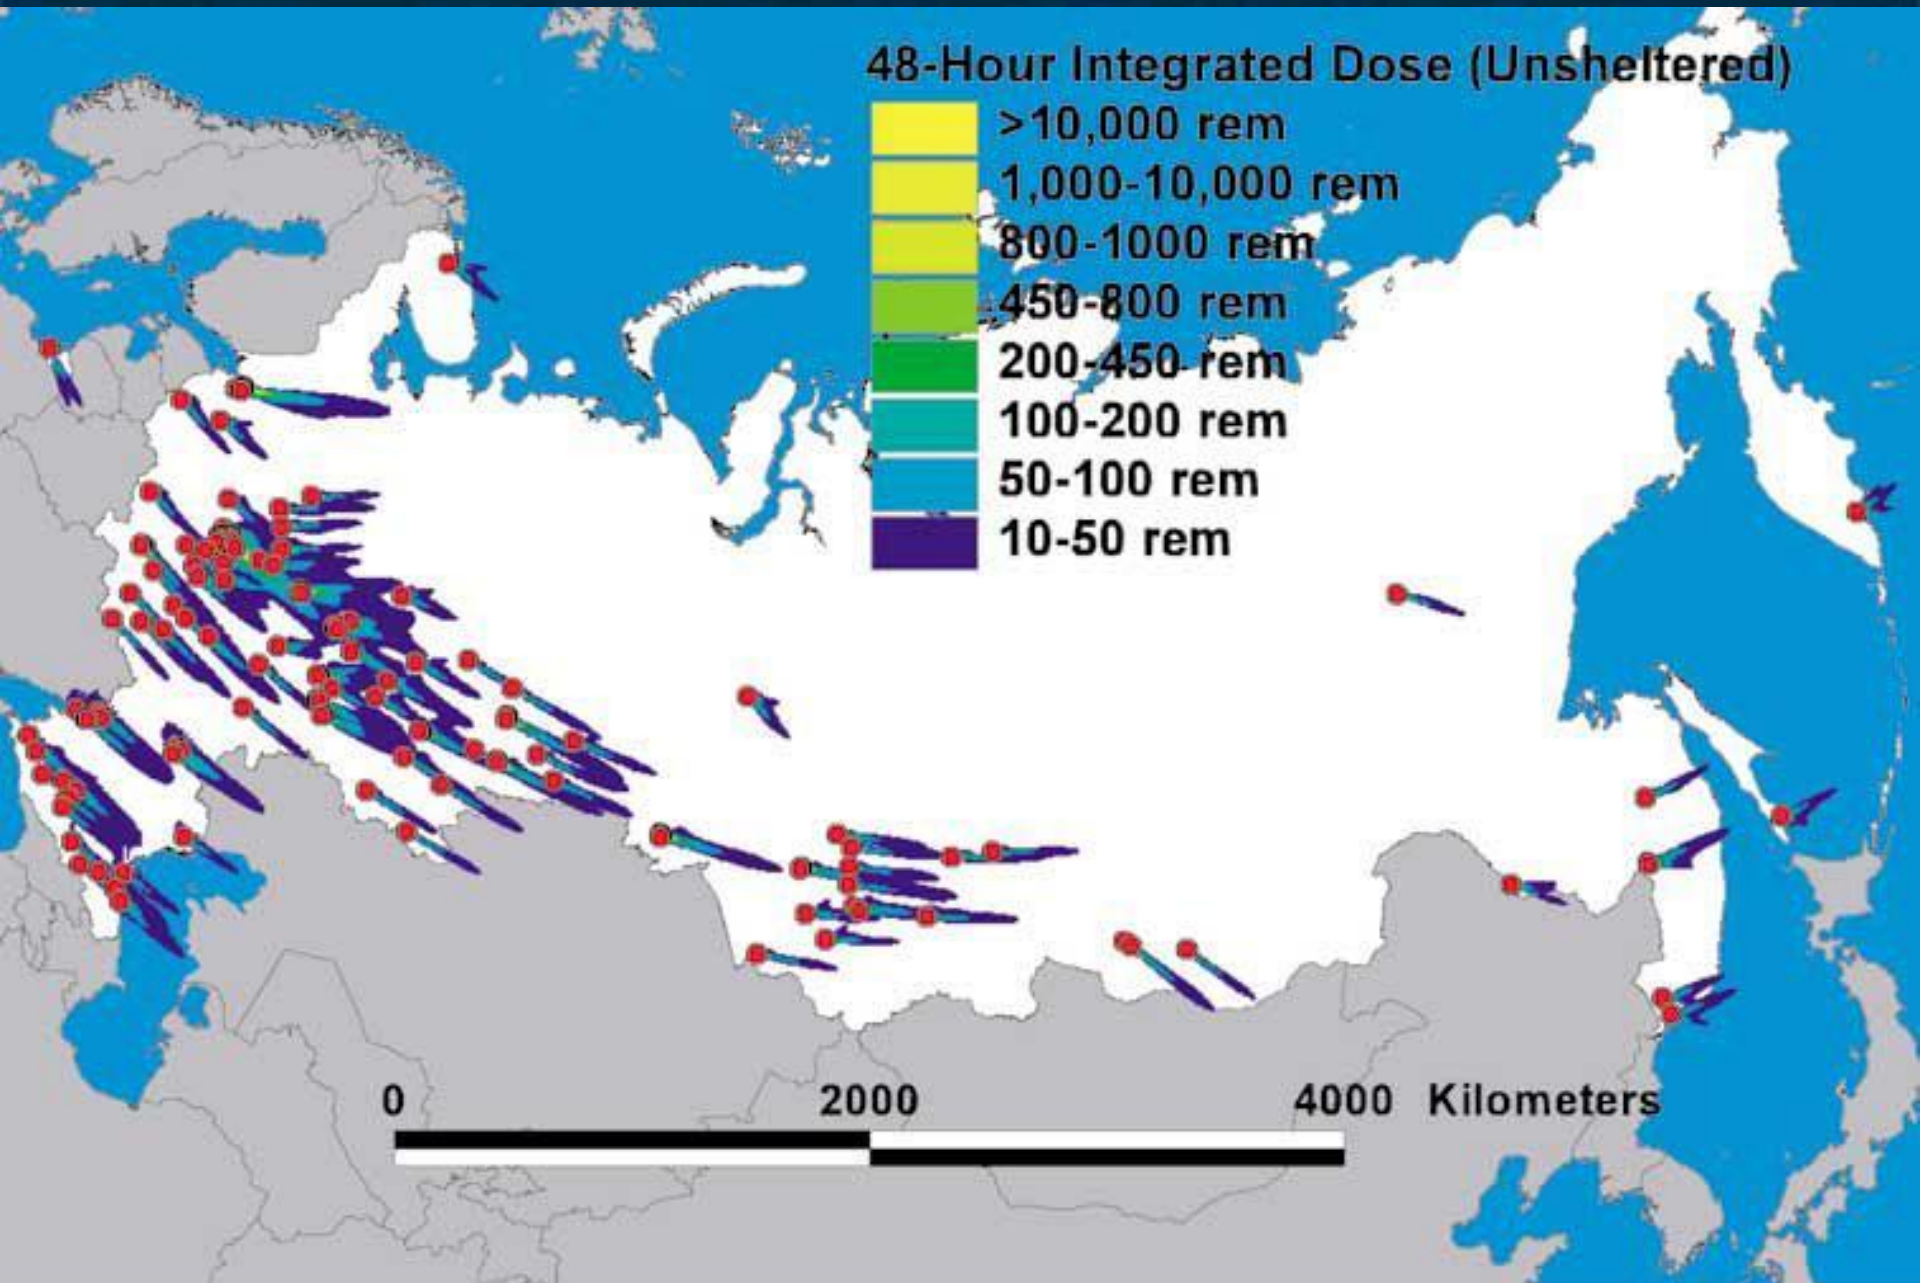 48-Hour Integrated Dose (Unsheltered)
>10,000 rem
1,000-10,000 rem
800-1000 rem
450-800 rem
200-450 rem
100-200 rem
50-100 rem
10-50 rem
0 2000 4000 Kilometers